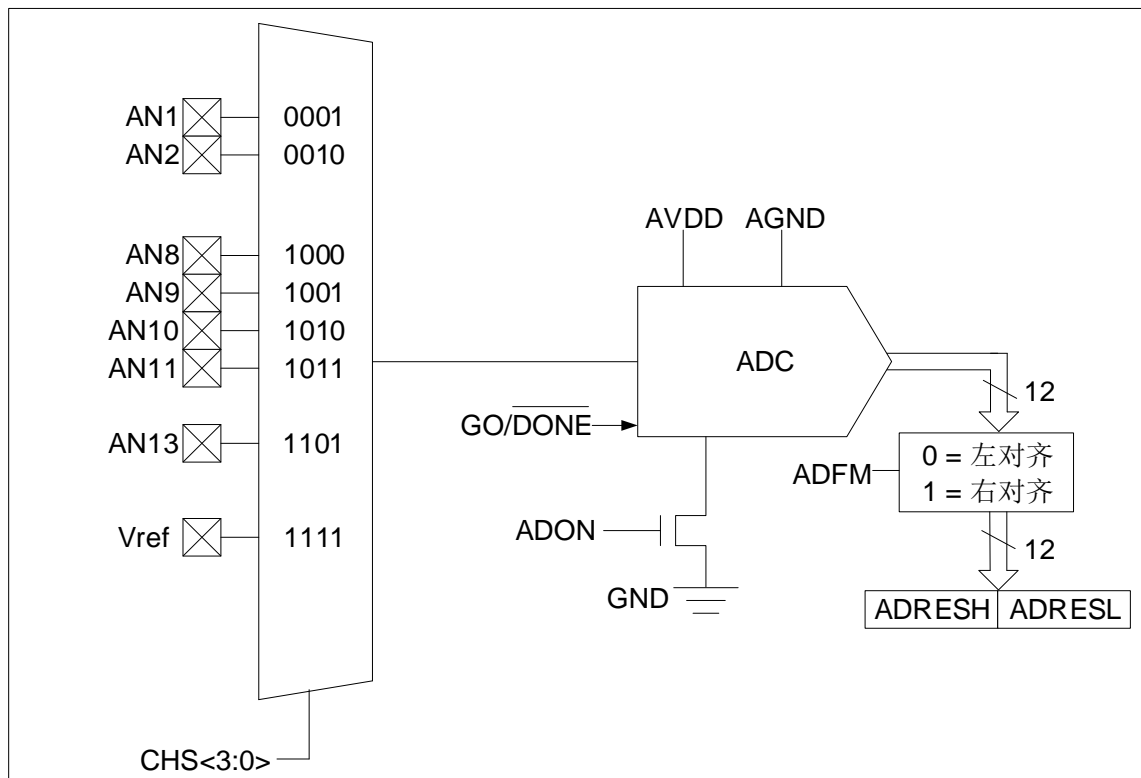 AN1 0001
AN2 0010
AN8 1000
AN9 1001
AN10 1010
AN11 1011
AN13 1101
Vref 1111
CHS<3:0>
AVDD AGND
ADC
GO/DONE
ADON
GND
12
ADFM
0 = 左对齐
1 = 右对齐
12
ADRESH ADRESL